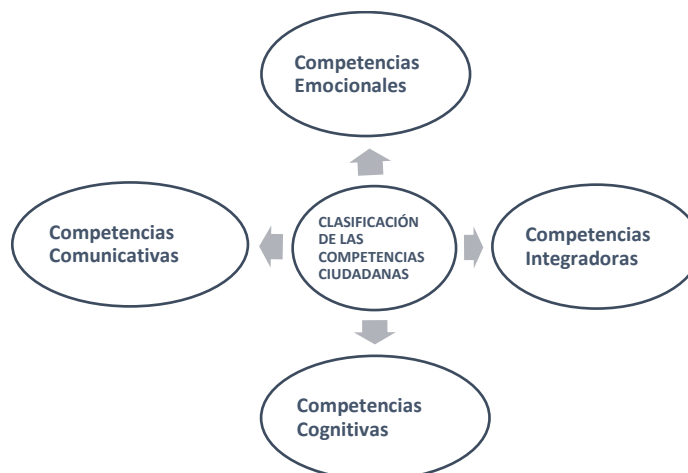 Competencias
Emocionales
Competencias
Comunicativas
CLASIFICACIÓN
DE LAS
COMPETENCIAS
CIUDADANAS
Competencias
Integradoras
Competencias
Cognitivas